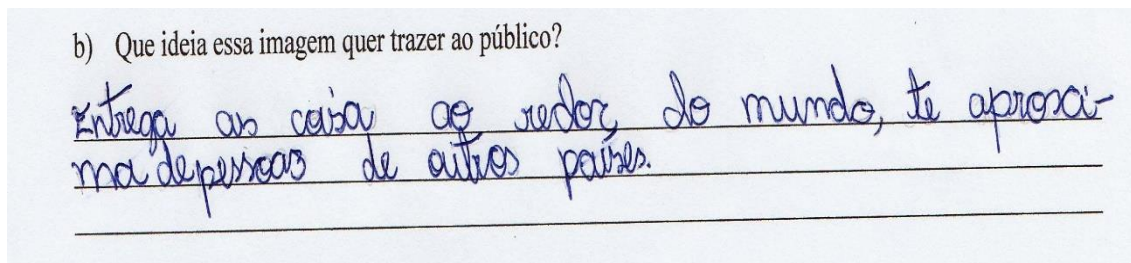 b) Que ideia essa imagem quer trazer ao público?
Entrega as coisa ao redor do mundo, te aproxi-
ma de pessoas de outros países.